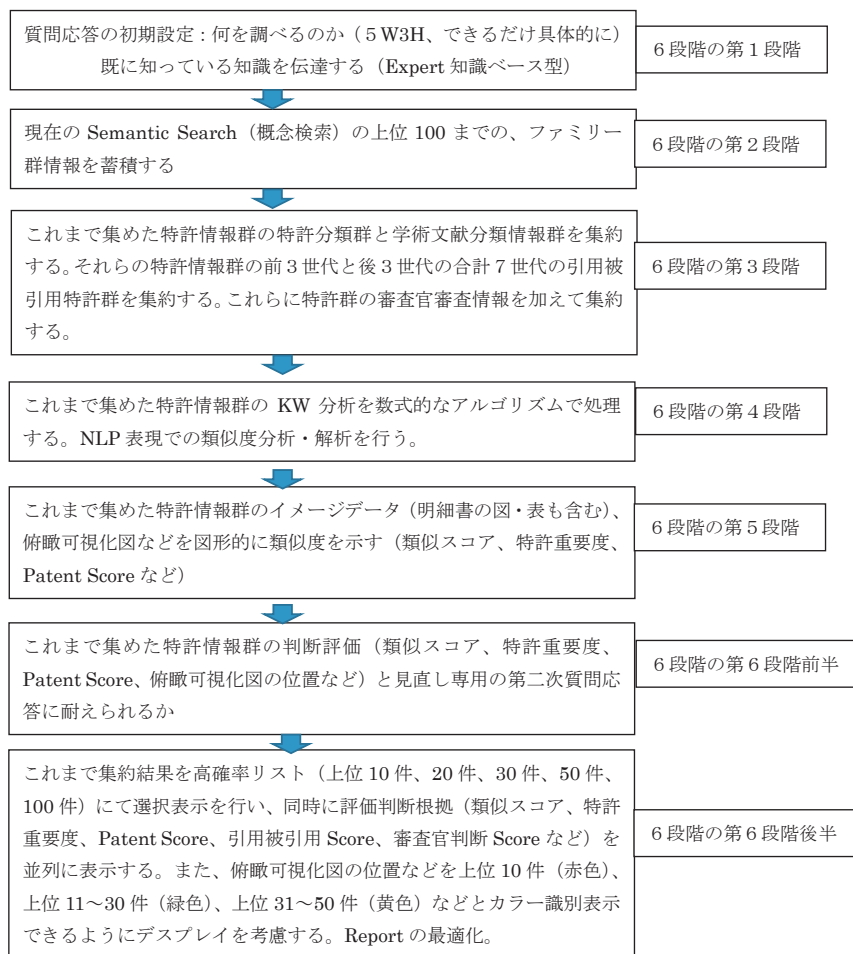 質問応答の初期設定：何を調べるのか（５W3H、できるだけ具体的に）
既に知っている知識を伝達する（Expert 知識ベース型）
６段階の第１段階
現在の Semantic Search（概念検索）の上位 100 までの、ファミリー
群情報を蓄積する
６段階の第２段階
これまで集めた特許情報群の特許分類群と学術文献分類情報群を集約
する。それらの特許情報群の前３世代と後３世代の合計７世代の引用被
引用特許群を集約する。これらに特許群の審査官審査情報を加えて集約
する。
６段階の第３段階
これまで集めた特許情報群の KW 分析を数式的なアルゴリズムで処理
する。NLP 表現での類似度分析・解析を行う。
６段階の第４段階
これまで集めた特許情報群のイメージデータ（明細書の図・表も含む）、
俯瞰可視化図などを図形的に類似度を示す（類似スコア、特許重要度、
Patent Score など）
６段階の第５段階
これまで集めた特許情報群の判断評価（類似スコア、特許重要度、
Patent Score、俯瞰可視化図の位置など）と見直し専用の第二次質問応
答に耐えられるか
６段階の第６段階前半
これまで集約結果を高確率リスト（上位 10 件、20 件、30 件、50 件、
100 件）にて選択表示を行い、同時に評価判断根拠（類似スコア、特許
重要度、Patent Score、引用被引用 Score、審査官判断 Score など）を
並列に表示する。また、俯瞰可視化図の位置などを上位 10 件（赤色）、
上位 11～30 件（緑色）、上位 31～50 件（黄色）などとカラー識別表示
できるようにデスプレイを考慮する。Report の最適化。
６段階の第６段階後半